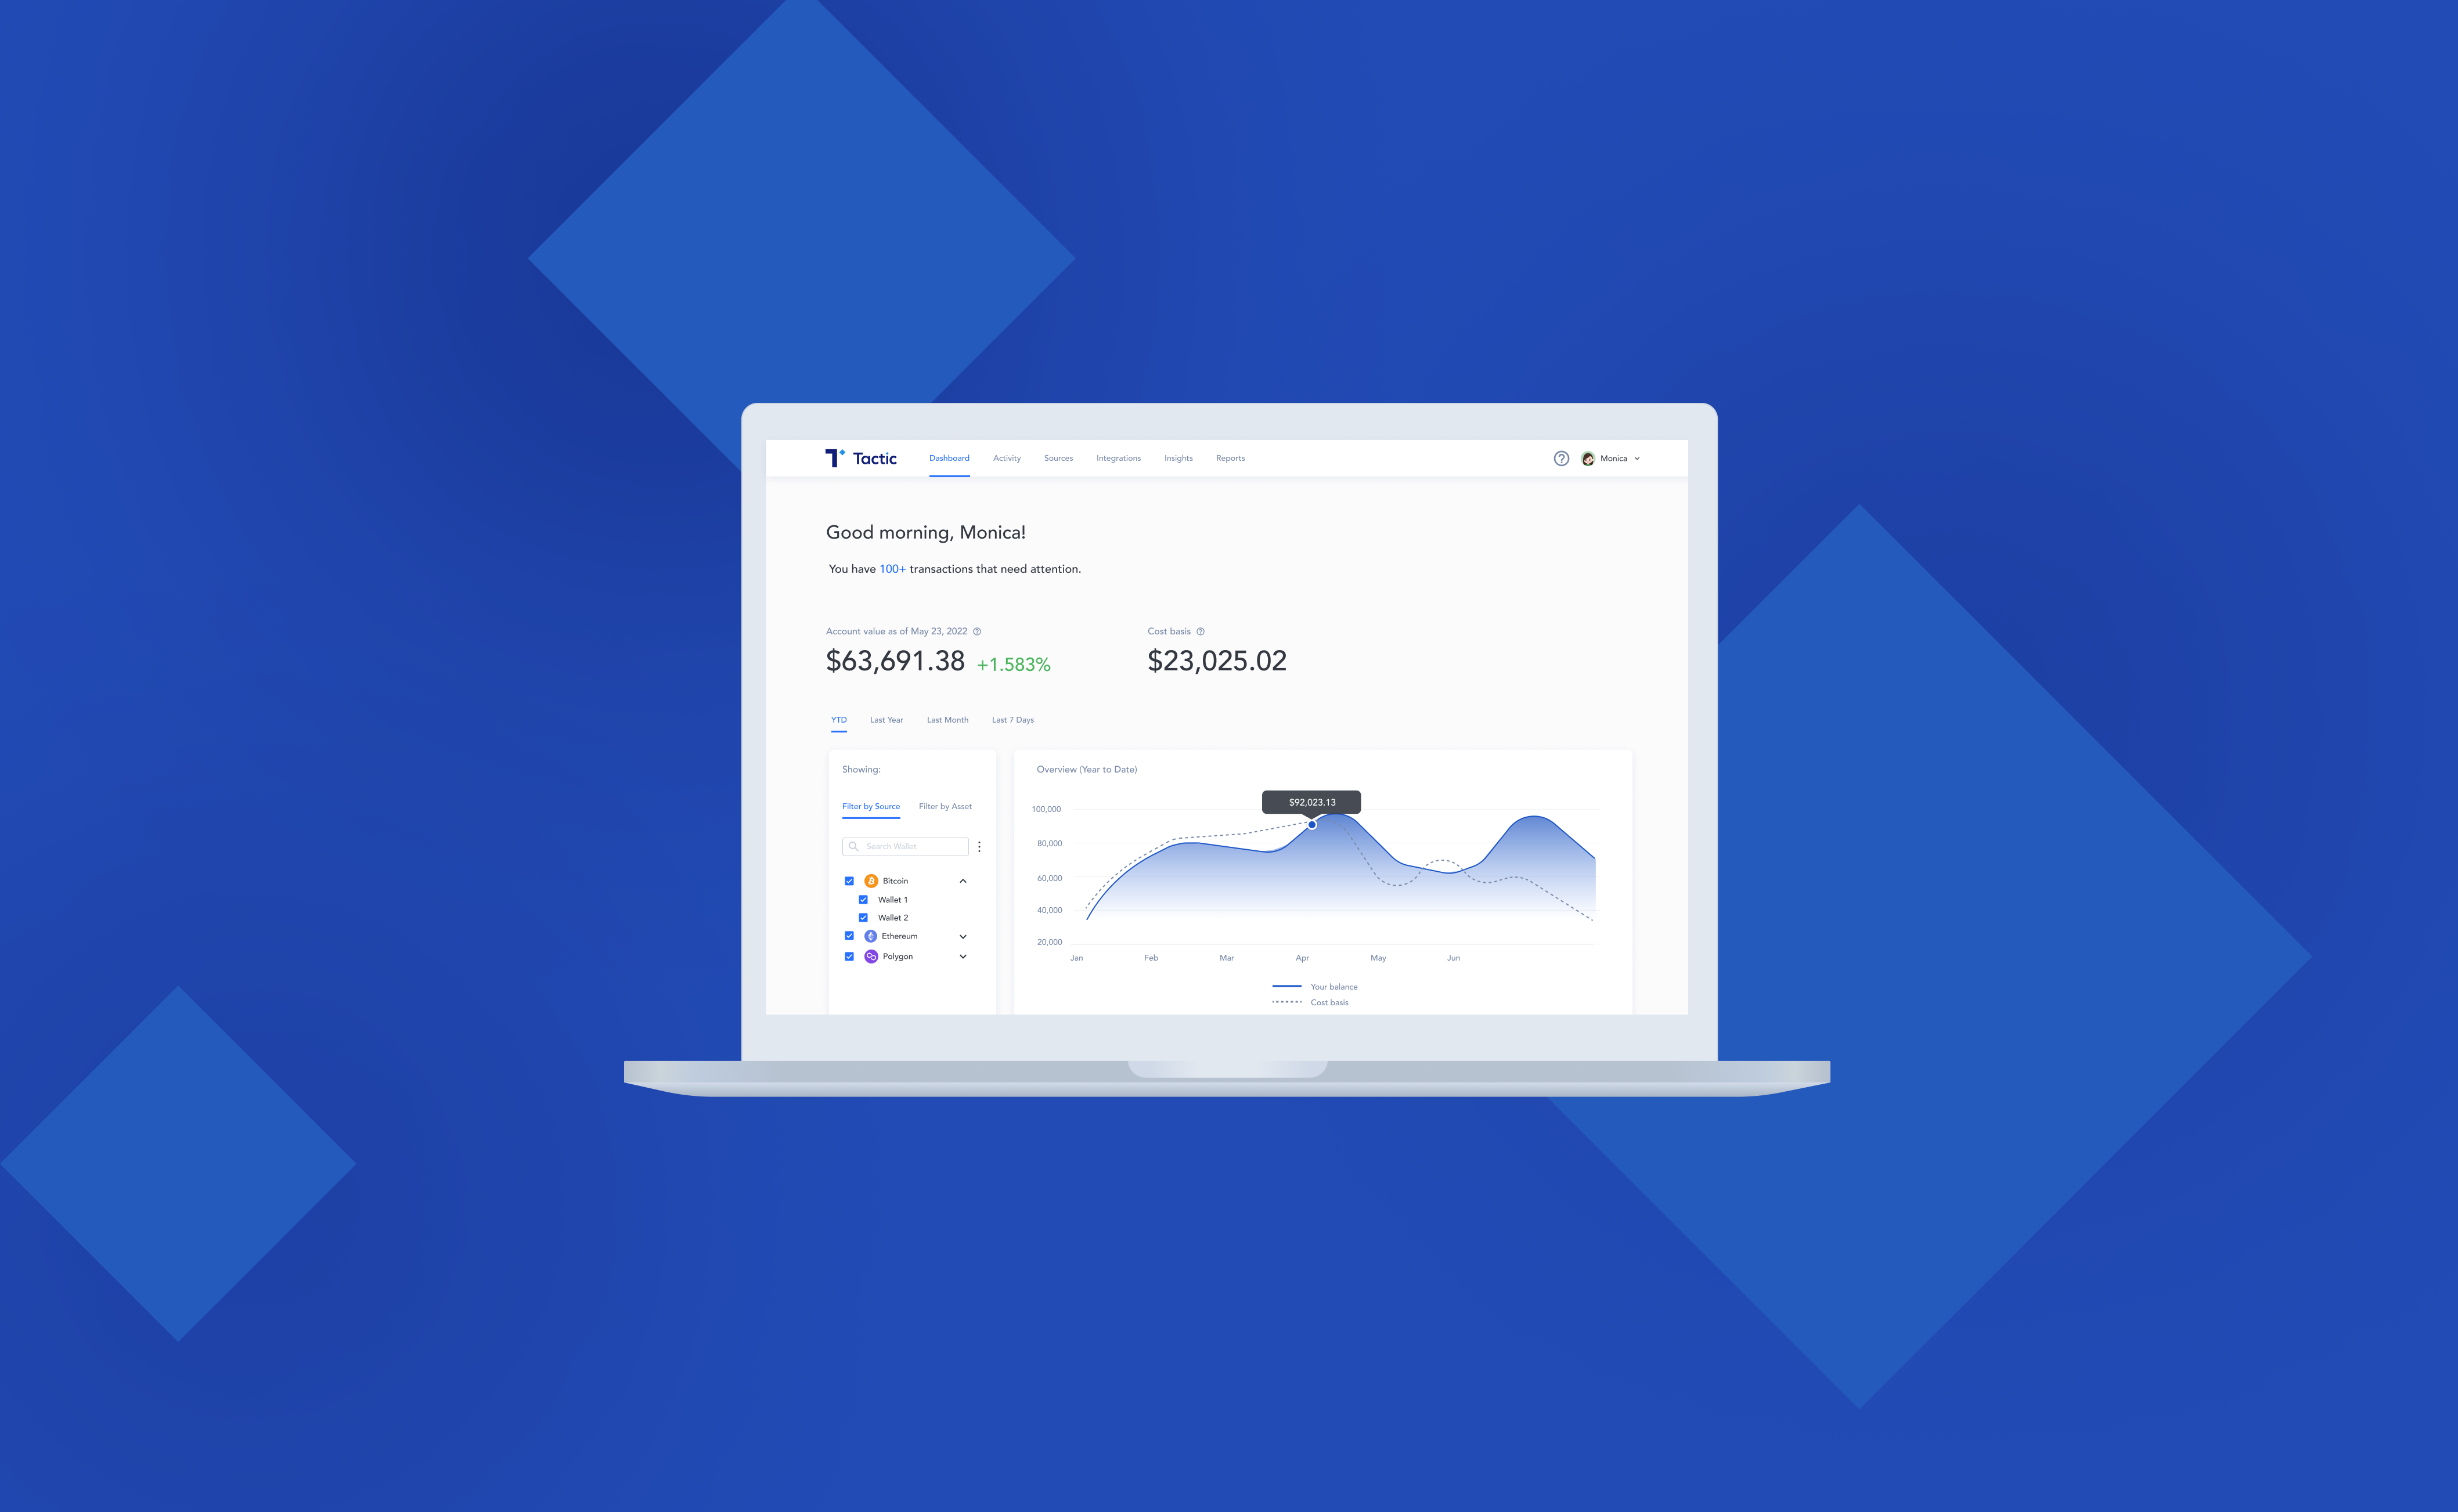 Tactic Dashboard Activity Sources Integrations Insights Reports Monica
Good morning, Monica!
You have 100+ transactions that need attention.
Account value as of May 23, 2022 Cost basis
$63,691.38 +1.583% $23,025.02
YTD Last Year Last Month Last 7 Days
Showing:
Filter by Source Filter by Asset
Search Wallet
Bitcoin
Wallet 1
Wallet 2
Ethereum
Polygon
Overview (Year to Date)
$92,023.13
100,000
80,000
60,000
40,000
20,000
Jan Feb Mar Apr May Jun
Your balance
Cost basis